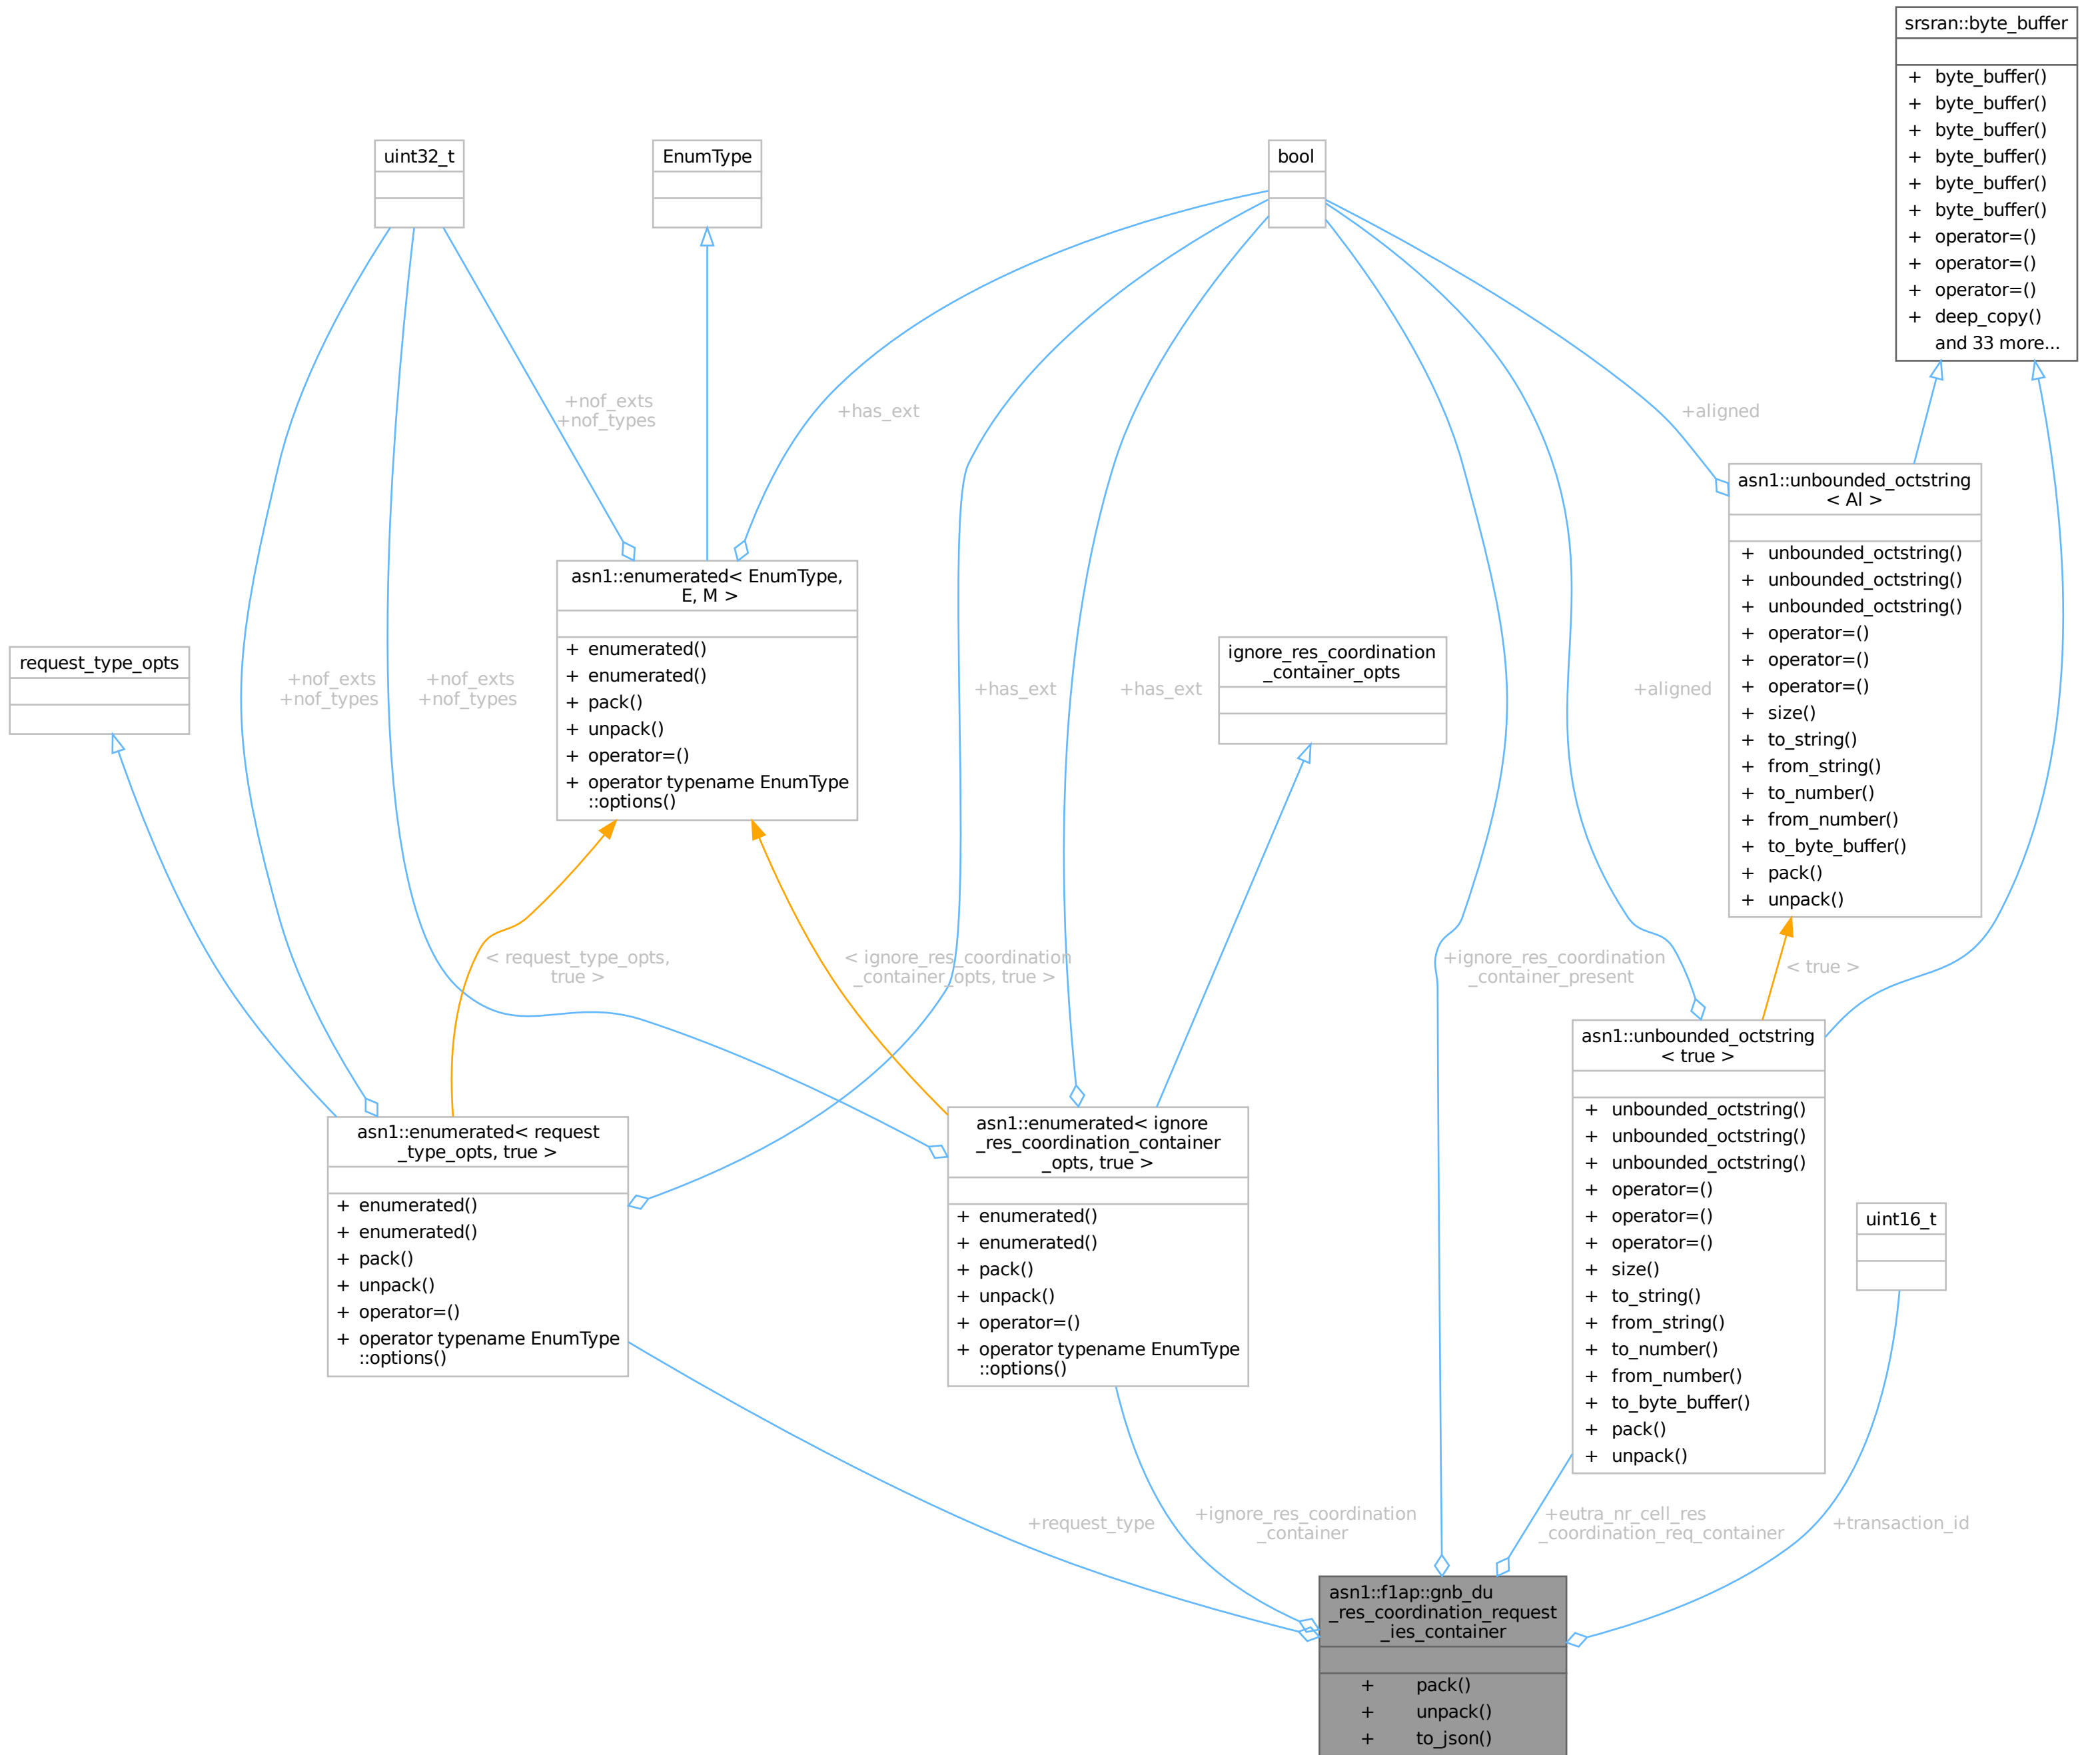 srsran::byte_buffer
+ byte_buffer()
+ byte_buffer()
+ byte_buffer()
+ byte_buffer()
+ byte_buffer()
+ byte_buffer()
+ operator=()
+ operator=()
+ operator=()
+ deep_copy()
and 33 more...
uint32_t
EnumType
bool
+nof_exts
+nof_types
+has_ext
+aligned
asn1::unbounded_octstring
< Al >
+ unbounded_octstring()
+ unbounded_octstring()
+ unbounded_octstring()
+ operator=()
+ operator=()
+ operator=()
+ size()
+ to_string()
+ from_string()
+ to_number()
+ from_number()
+ to_byte_buffer()
+ pack()
+ unpack()
asn1::enumerated< EnumType,
E, M >
+ enumerated()
+ enumerated()
+ pack()
+ unpack()
+ operator=()
+ operator typename EnumType
::options()
request_type_opts
+nof_exts
+nof_types
+nof_exts
+nof_types
+has_ext
+has_ext
ignore_res_coordination
_container_opts
+aligned
< request_type_opts,
true >
< ignore_res_coordination
_container_opts, true >
+ignore_res_coordination
_container_present
< true >
asn1::enumerated< request
_type_opts, true >
+ enumerated()
+ enumerated()
+ pack()
+ unpack()
+ operator=()
+ operator typename EnumType
::options()
asn1::enumerated< ignore
_res_coordination_container
_opts, true >
+ enumerated()
+ enumerated()
+ pack()
+ unpack()
+ operator=()
+ operator typename EnumType
::options()
asn1::unbounded_octstring
< true >
+ unbounded_octstring()
+ unbounded_octstring()
+ unbounded_octstring()
+ operator=()
+ operator=()
+ operator=()
+ size()
+ to_string()
+ from_string()
+ to_number()
+ from_number()
+ to_byte_buffer()
+ pack()
+ unpack()
uint16_t
+request_type
+ignore_res_coordination
_container
+eutra_nr_cell_res
_coordination_req_container
+transaction_id
asn1::f1ap::gnb_du
_res_coordination_request
_ies_container
+ pack()
+ unpack()
+ to_json()